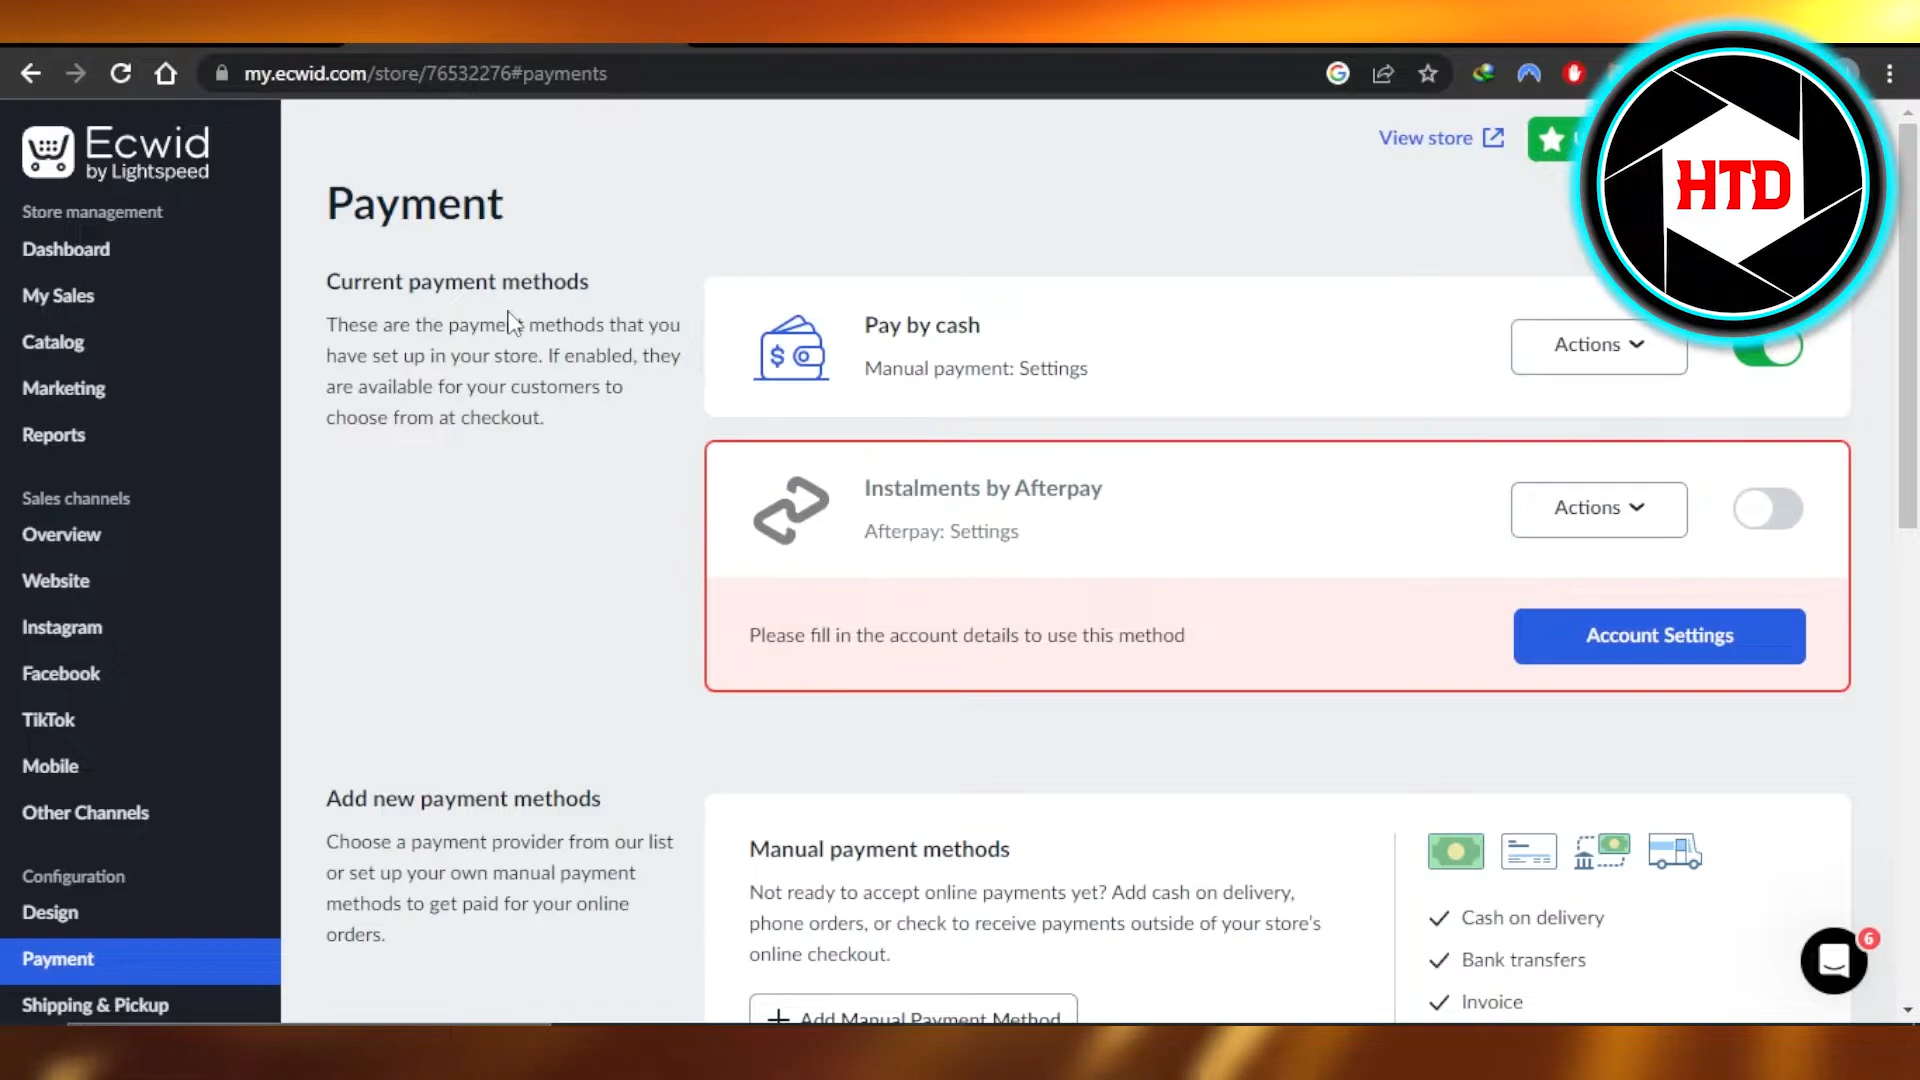 my.ecwid.com/store/76532276#payments
Ecwid
by Lightspeed
Store management
Dashboard
My Sales
Catalog
Marketing
Reports
Sales channels
Overview
Website
Instagram
Facebook
TikTok
Mobile
Other Channels
Configuration
Design
Payment
Shipping & Pickup
View store
HTD
Payment
Current payment methods
These are the payment methods that you
have set up in your store. If enabled, they
are available for your customers to
choose from at checkout.
Pay by cash
Manual payment: Settings
Actions
Instalments by Afterpay
Afterpay: Settings
Actions
Please fill in the account details to use this method
Account Settings
Add new payment methods
Choose a payment provider from our list
or set up your own manual payment
methods to get paid for your online
orders.
Manual payment methods
Not ready to accept online payments yet? Add cash on delivery,
phone orders, or check to receive payments outside of your store's
online checkout.
Add Manual Payment Method
Cash on delivery
Bank transfers
Invoice
6